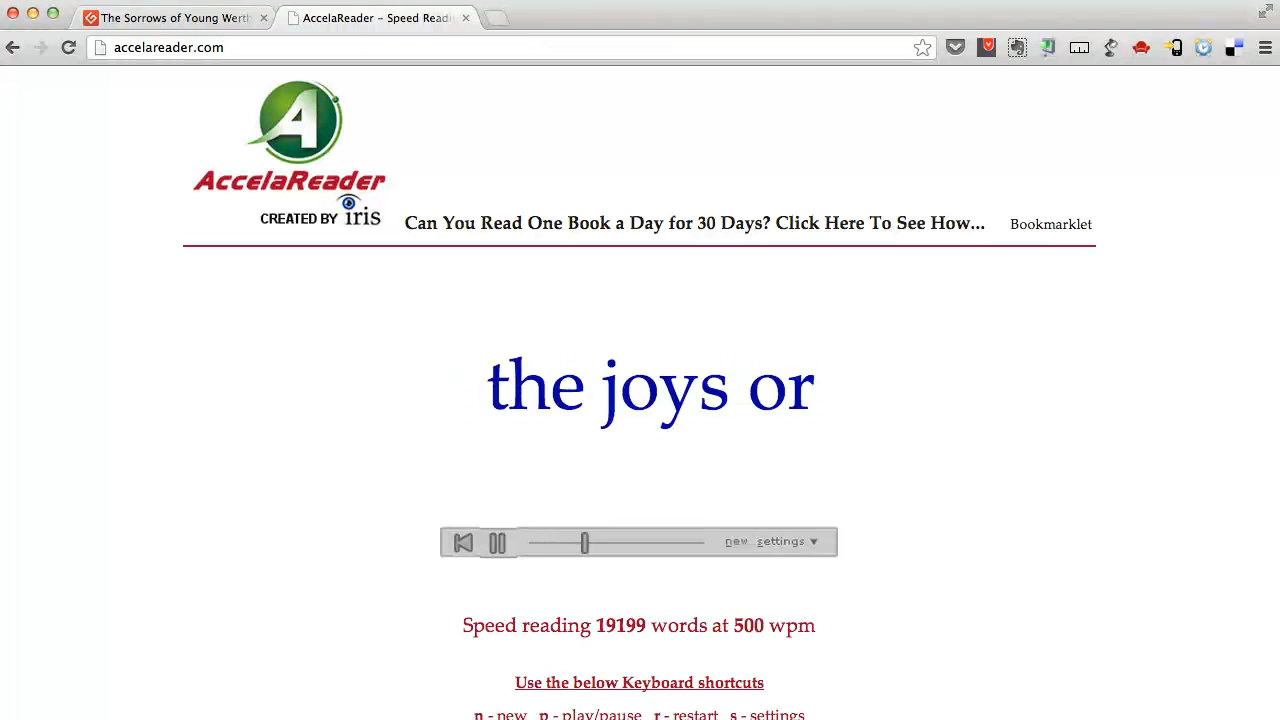 The Sorrows of Young Werth
AccelaReader – Speed Readi
accelareader.com
A
AccelaReader
CREATED BY iris
Can You Read One Book a Day for 30 Days? Click Here To See How...
Bookmarklet
the joys or
new settings ▼
Speed reading 19199 words at 500 wpm
Use the below Keyboard shortcuts
n - new p - play/pause r - restart s - settings